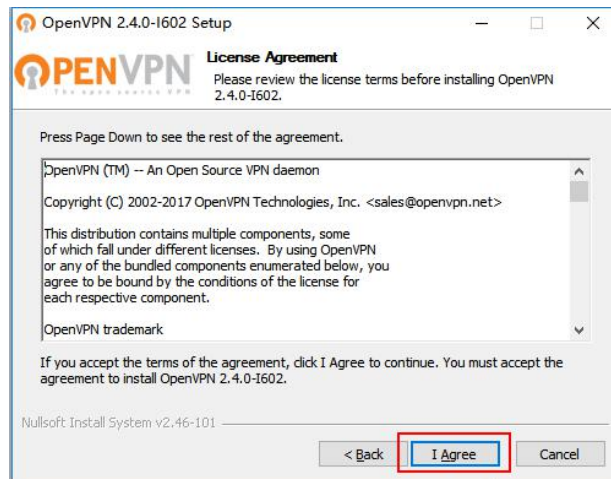 OpenVPN 2.4.0-I602 Setup
OPENVPN
The open source VPN
License Agreement
Please review the license terms before installing OpenVPN
2.4.0-I602.
Press Page Down to see the rest of the agreement.
OpenVPN (TM) -- An Open Source VPN daemon
Copyright (C) 2002-2017 OpenVPN Technologies, Inc. <sales@openvpn.net>
This distribution contains multiple components, some
of which fall under different licenses. By using OpenVPN
or any of the bundled components enumerated below, you
agree to be bound by the conditions of the license for
each respective component.
OpenVPN trademark
If you accept the terms of the agreement, click I Agree to continue. You must accept the
agreement to install OpenVPN 2.4.0-I602.
Nullsoft Install System v2.46-101
< Back I Agree Cancel